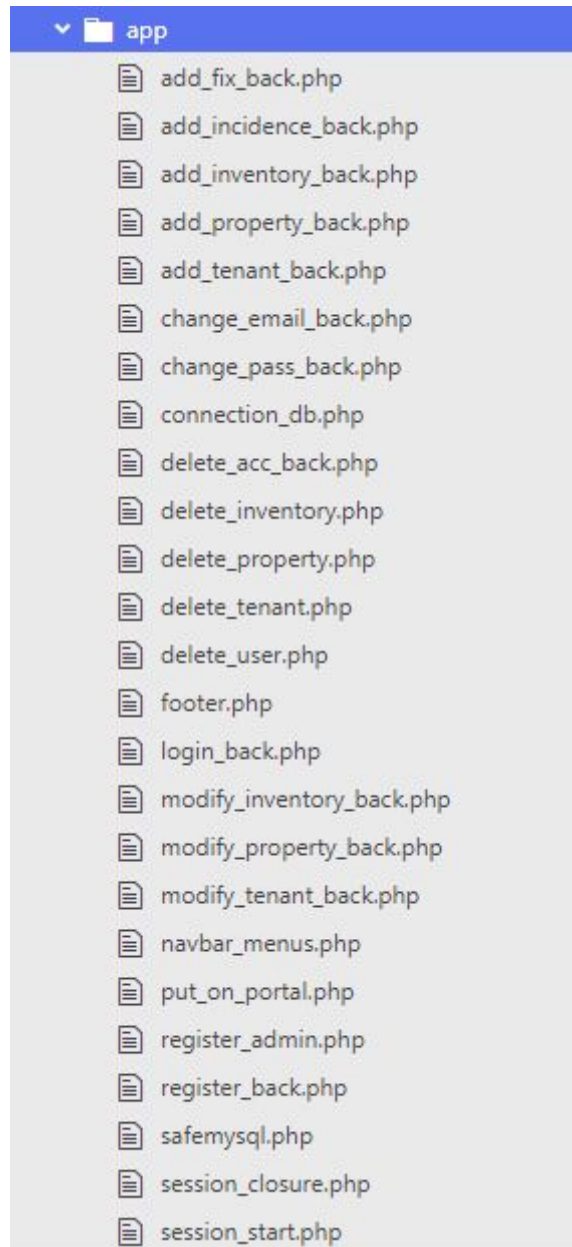 app
add_fix_back.php
add_incidence_back.php
add_inventory_back.php
add_property_back.php
add_tenant_back.php
change_email_back.php
change_pass_back.php
connection_db.php
delete_acc_back.php
delete_inventory.php
delete_property.php
delete_tenant.php
delete_user.php
footer.php
login_back.php
modify_inventory_back.php
modify_property_back.php
modify_tenant_back.php
navbar_menus.php
put_on_portal.php
register_admin.php
register_back.php
safemysql.php
session_closure.php
session_start.php